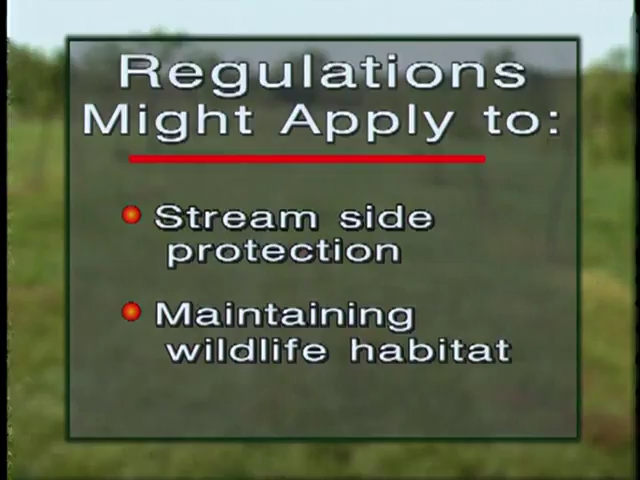 Regulations
Might Apply to:
Stream side
protection
Maintaining
wildlife habitat